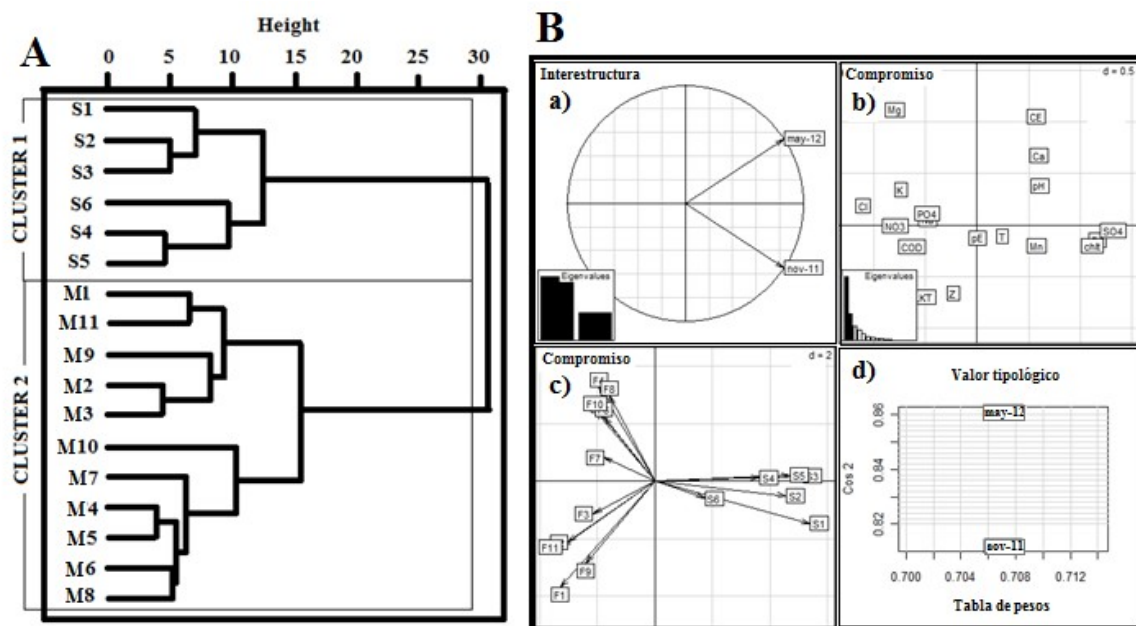 A
Height
0 5 10 15 20 25 30
CLUSTER 1
S1
S2
S3
S6
S4
S5
CLUSTER 2
M1
M11
M9
M2
M3
M10
M7
M4
M5
M6
M8
B
Interestructura
a)
may-12
nov-11
Eigenvalues
Compromiso
b)
d = 0.5
Mg
CE
Ca
pH
K
Cl
PO4
NO3
pE
T
COD
Mn
SO4
chlt
KT
Z
Eigenvalues
Compromiso
c)
d = 2
F8
F10
F7
F3
F11
F9
F1
S4
S5
S2
S6
S1
d)
Valor tipológico
may-12
nov-11
Cos 2
0.86
0.84
0.82
0.700 0.704 0.708 0.712
Tabla de pesos